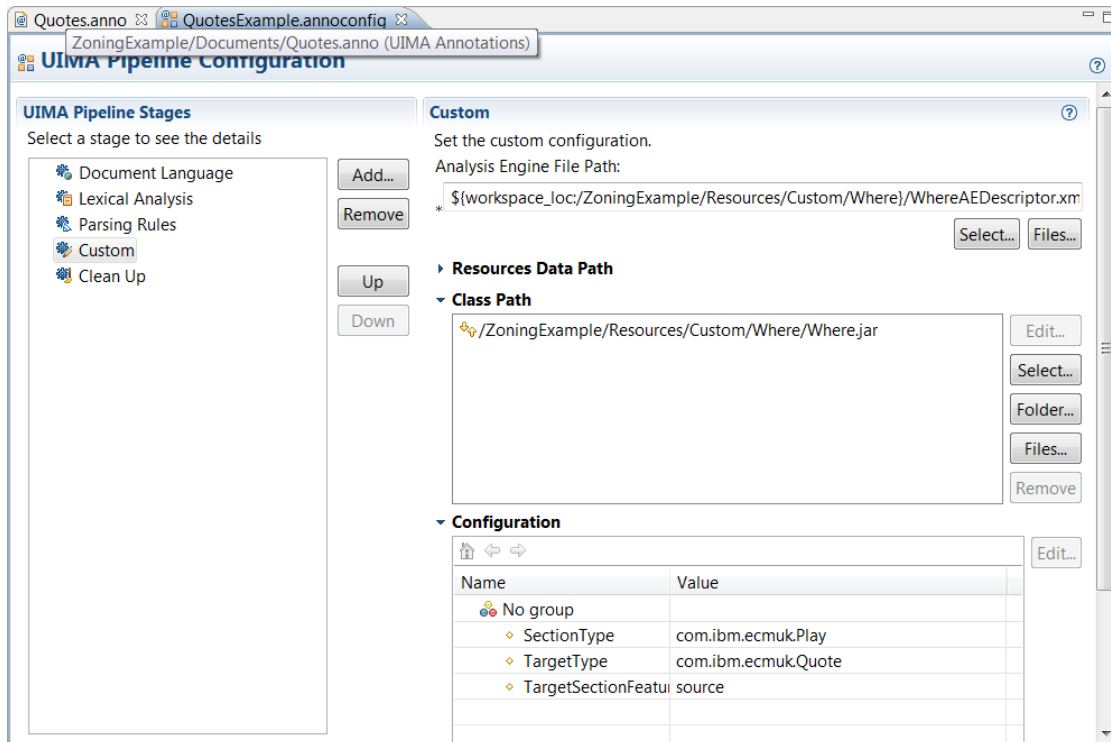 Quotes.anno QuotesExample.annoconfig
ZoningExample/Documents/Quotes.anno (UIMA Annotations)
UIMA Pipeline Configuration
UIMA Pipeline Stages
Select a stage to see the details
Document Language
Lexical Analysis
Parsing Rules
Custom
Clean Up
Add...
Remove
Up
Down
Custom
Set the custom configuration.
Analysis Engine File Path:
* ${workspace_loc:/ZoningExample/Resources/Custom/Where}/WhereAEDescriptor.xm
Select... Files...
Resources Data Path
Class Path
/ZoningExample/Resources/Custom/Where/Where.jar
Edit...
Select...
Folder...
Files...
Remove
Configuration
Edit...
Name Value
No group
SectionType com.ibm.ecmuk.Play
TargetType com.ibm.ecmuk.Quote
TargetSectionFeatu source